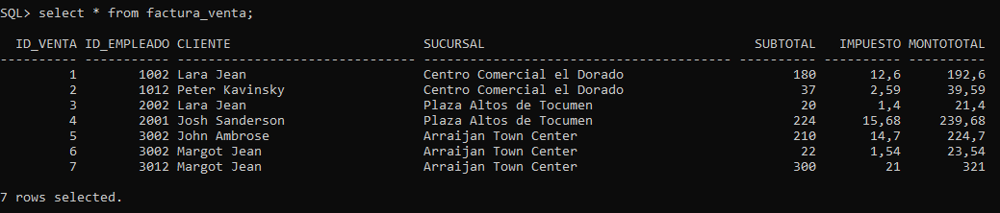 SQL> select * from factura_venta;
ID_VENTA ID_EMPLEADO CLIENTE SUCURSAL SUBTOTAL IMPUESTO MONTOTOTAL
---------- ----------- ------------------------------- --------------------------------------- ---------- ---------- ----------
1 1002 Lara Jean Centro Comercial el Dorado 180 12,6 192,6
2 1012 Peter Kavinsky Centro Comercial el Dorado 37 2,59 39,59
3 2002 Lara Jean Plaza Altos de Tocumen 20 1,4 21,4
4 2001 Josh Sanderson Plaza Altos de Tocumen 224 15,68 239,68
5 3002 John Ambrose Arraijan Town Center 210 14,7 224,7
6 3002 Margot Jean Arraijan Town Center 22 1,54 23,54
7 3012 Margot Jean Arraijan Town Center 300 21 321
7 rows selected.